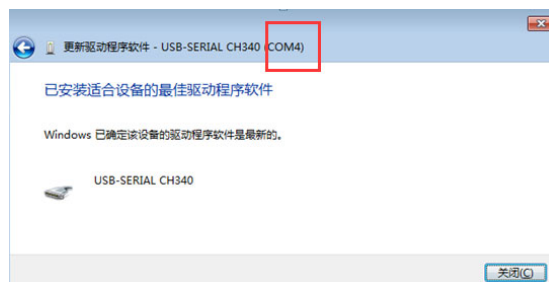 更新驱动程序软件 - USB-SERIAL CH340 (COM4)
已安装适合设备的最佳驱动程序软件
Windows 已确定该设备的驱动程序软件是最新的。
USB-SERIAL CH340
关闭(C)